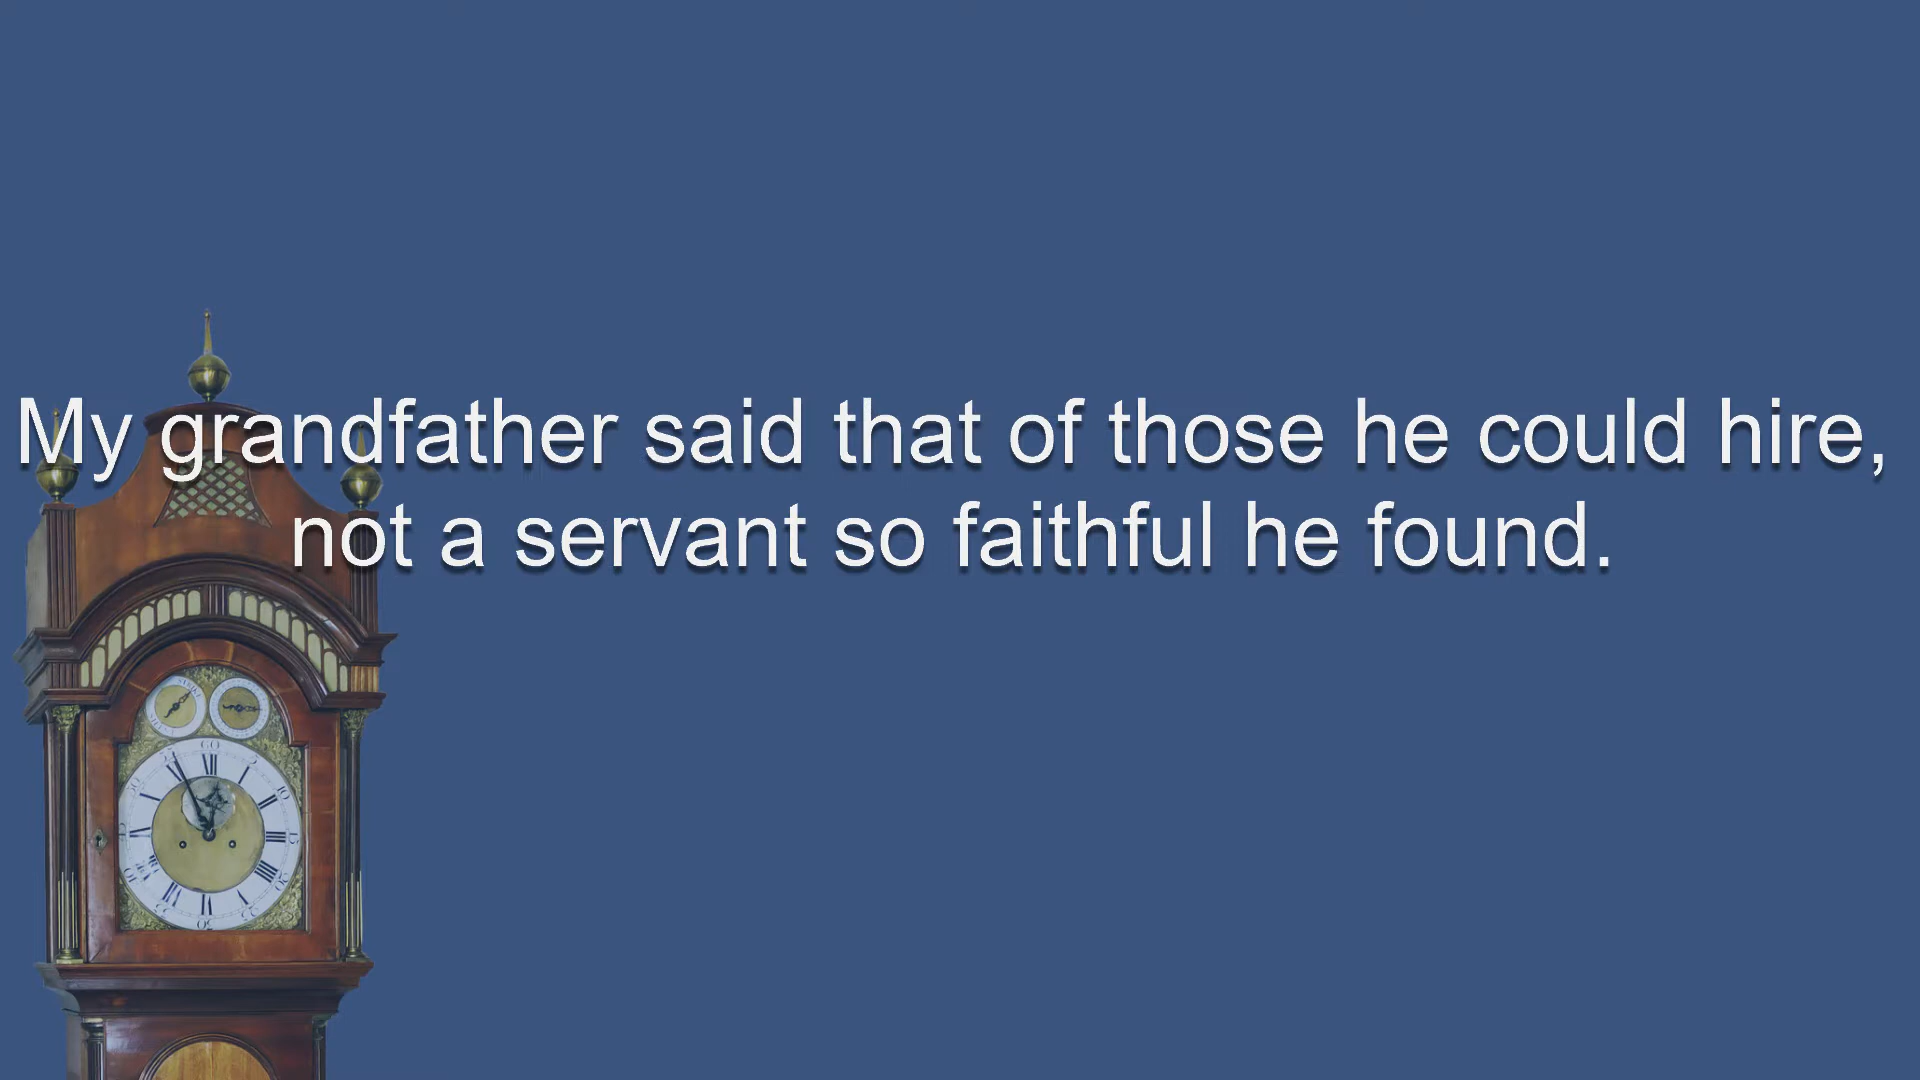 My grandfather said that of those he could hire,
not a servant so faithful he found.